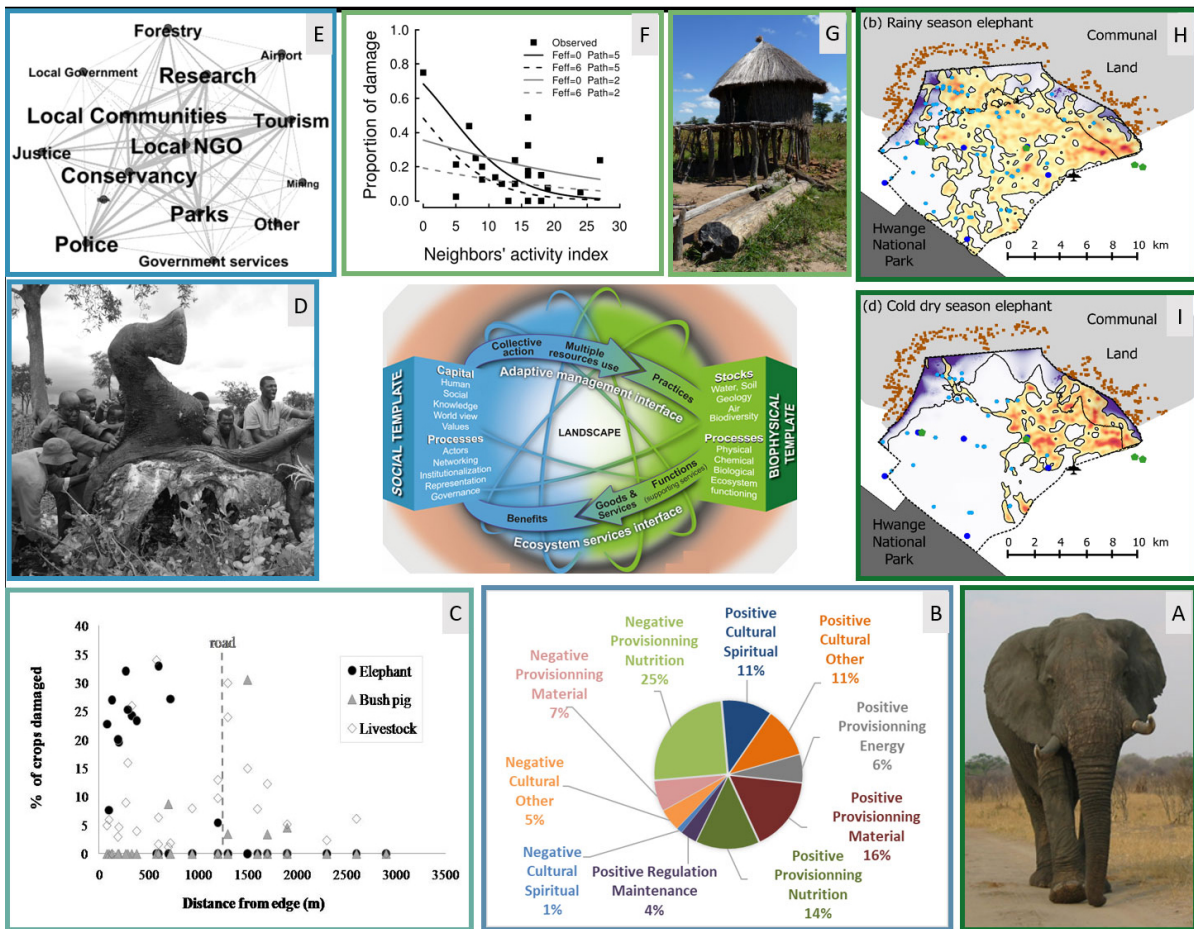 E
Forestry
Airport
Local Government
Research
Local Communities
Tourism
Local NGO
Justice
Conservancy
Mining
Parks
Other
Police
Government services
F
Proportion of damage
1.0
0.8
0.6
0.4
0.2
0.0
Observed
Feff=0 Path=5
Feff=6 Path=5
Feff=0 Path=2
Feff=6 Path=2
0 5 10 15 20 25 30
Neighbors' activity index
G
(b) Rainy season elephant
H
Communal
Land
Hwange
National
Park
0 2 4 6 8 10
km
D
SOCIAL TEMPLATE
Capital
Human
Social
Knowledge
World view
Values
Processes
Actors
Networking
Institutionalization
Representation
Governance
Collective
action
Multiple
resources use
Practices
Adaptive management interface
LANDSCAPE
Functions
(supporting services)
Goods &
Services
Benefits
Ecosystem services interface
Stocks
Water, Soil
Geology
Air
Biodiversity
Processes
Physical
Chemical
Biological
Ecosystem
functioning
BIOPHYSICAL
TEMPLATE
(d) Cold dry season elephant
I
Communal
Land
Hwange
National
Park
0 2 4 6 8 10
km
C
% of crops damaged
40
35
30
25
20
15
10
5
0
road
Elephant
Bush pig
Livestock
0 500 1000 1500 2000 2500 3000 3500
Distance from edge (m)
B
Negative
Provisionning
Nutrition
25%
Positive
Cultural
Spiritual
11%
Positive
Cultural
Other
11%
Positive
Provisionning
Energy
6%
Positive
Provisionning
Material
16%
Positive
Provisionning
Nutrition
14%
Positive Regulation
Maintenance
4%
Negative
Cultural
Spiritual
1%
Negative
Cultural
Other
5%
Negative
Provisionning
Material
7%
A